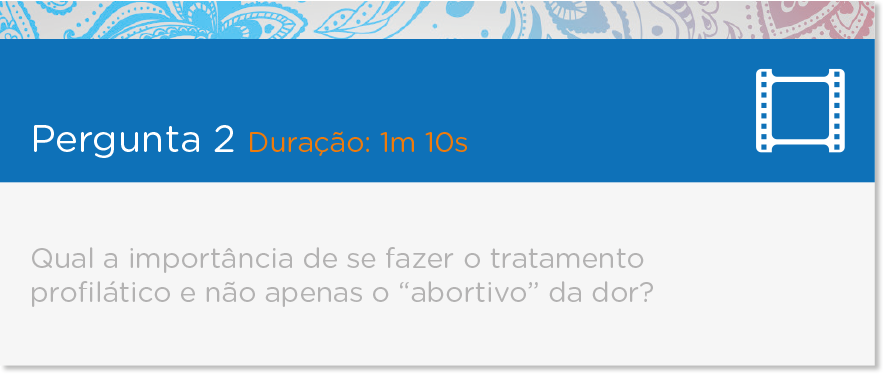 Pergunta 2 Duração: 1m 10s
Qual a importância de se fazer o tratamento
profilático e não apenas o “abortivo” da dor?